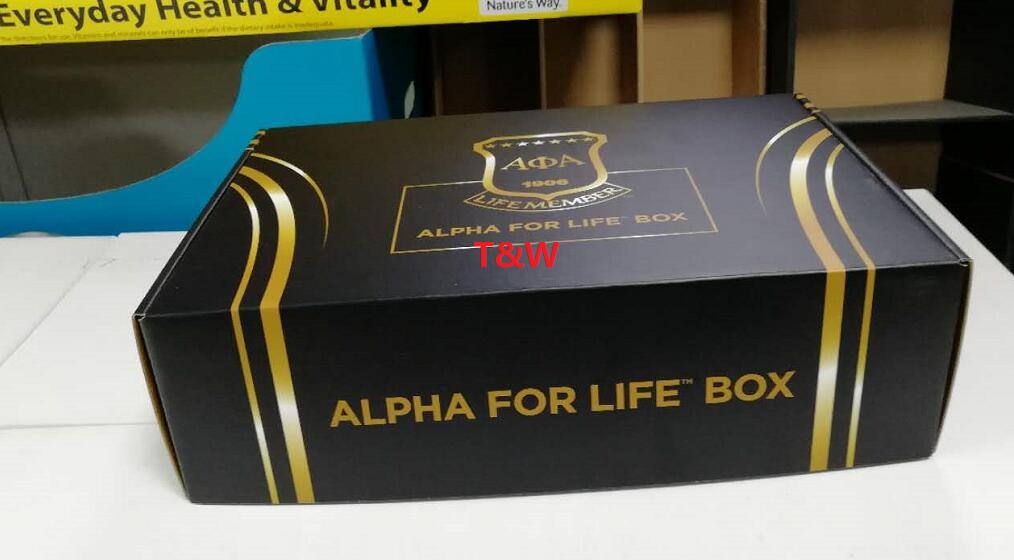 Everyday Health & Vitality
Nature's Way.
ΑΦΑ
1906
LIFE MEMBER
ALPHA FOR LIFE™ BOX
T&W
ALPHA FOR LIFE™ BOX